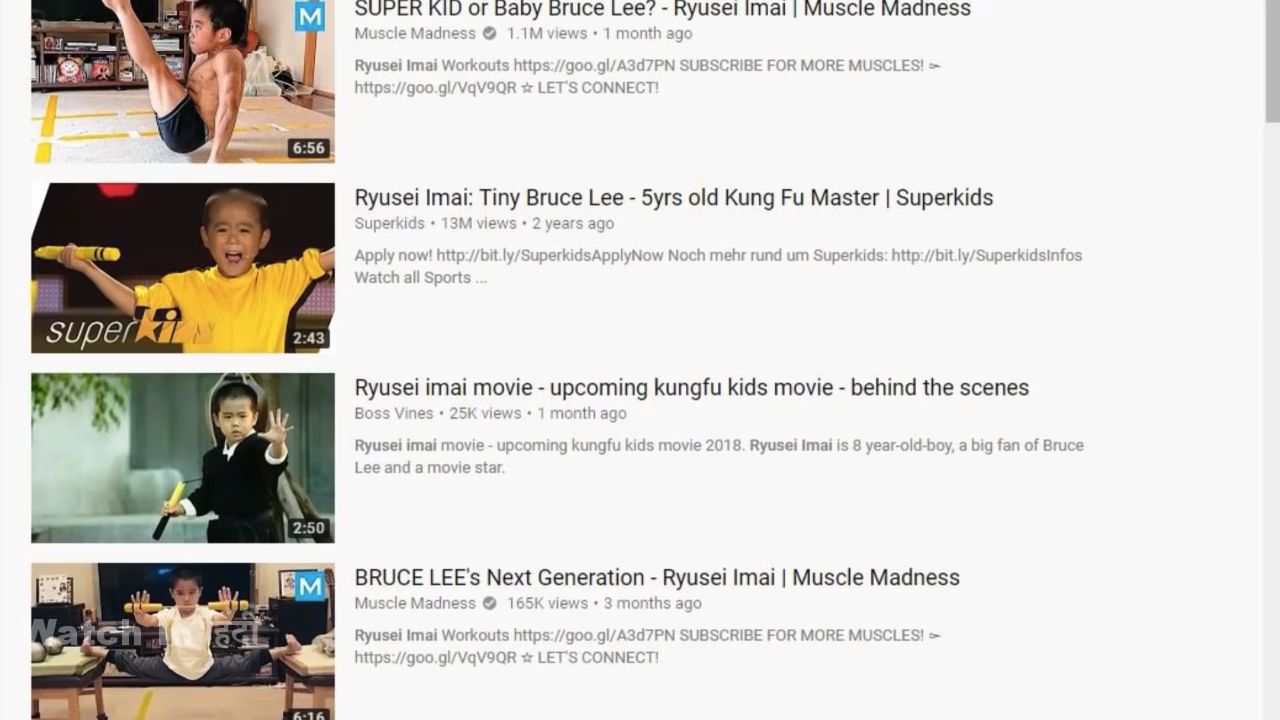 SUPER KID or Baby Bruce Lee? - Ryusei Imai | Muscle Madness
M
Muscle Madness 1.1M views • 1 month ago
Ryusei Imai Workouts https://goo.gl/A3d7PN SUBSCRIBE FOR MORE MUSCLES! ➣
https://goo.gl/VqV9QR ☆ LET'S CONNECT!
6:56
Ryusei Imai: Tiny Bruce Lee - 5yrs old Kung Fu Master | Superkids
Superkids • 13M views • 2 years ago
Apply now! http://bit.ly/SuperkidsApplyNow Noch mehr rund um Superkids: http://bit.ly/SuperkidsInfos
Watch all Sports ...
superkids
2:43
Ryusei imai movie - upcoming kungfu kids movie - behind the scenes
Boss Vines • 25K views • 1 month ago
Ryusei imai movie - upcoming kungfu kids movie 2018. Ryusei Imai is 8 year-old-boy, a big fan of Bruce
Lee and a movie star.
2:50
BRUCE LEE's Next Generation - Ryusei Imai | Muscle Madness
M
Muscle Madness 165K views • 3 months ago
Ryusei Imai Workouts https://goo.gl/A3d7PN SUBSCRIBE FOR MORE MUSCLES! ➣
Watch
https://goo.gl/VqV9QR ☆ LET'S CONNECT!
6:16